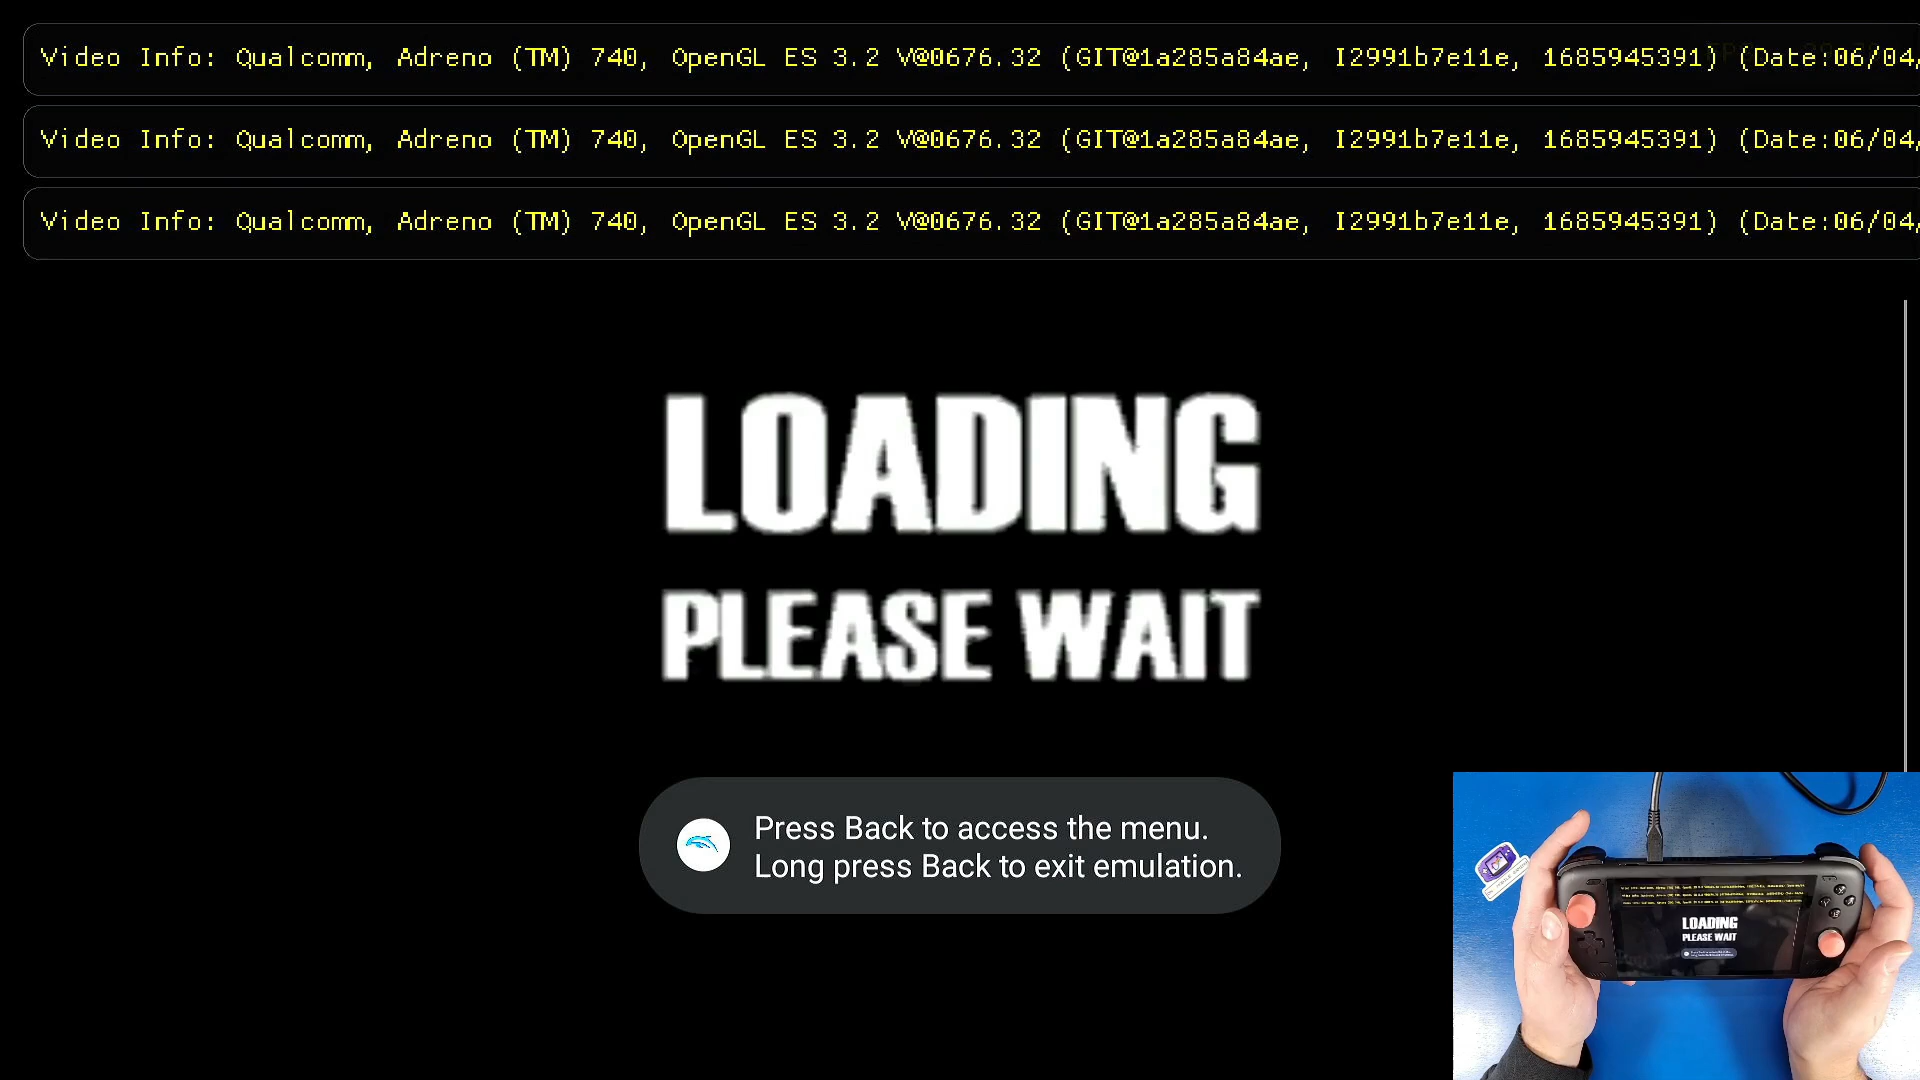 Video Info: Qualcomm, Adreno (TM) 740, OpenGL ES 3.2 V@0676.32 (GIT@1a285a84ae, I2991b7e11e, 1685945391) (Date:06/04/
Video Info: Qualcomm, Adreno (TM) 740, OpenGL ES 3.2 V@0676.32 (GIT@1a285a84ae, I2991b7e11e, 1685945391) (Date:06/04/
Video Info: Qualcomm, Adreno (TM) 740, OpenGL ES 3.2 V@0676.32 (GIT@1a285a84ae, I2991b7e11e, 1685945391) (Date:06/04/
LOADING
PLEASE WAIT
Press Back to access the menu.
Long press Back to exit emulation.
LOADING
PLEASE WAIT